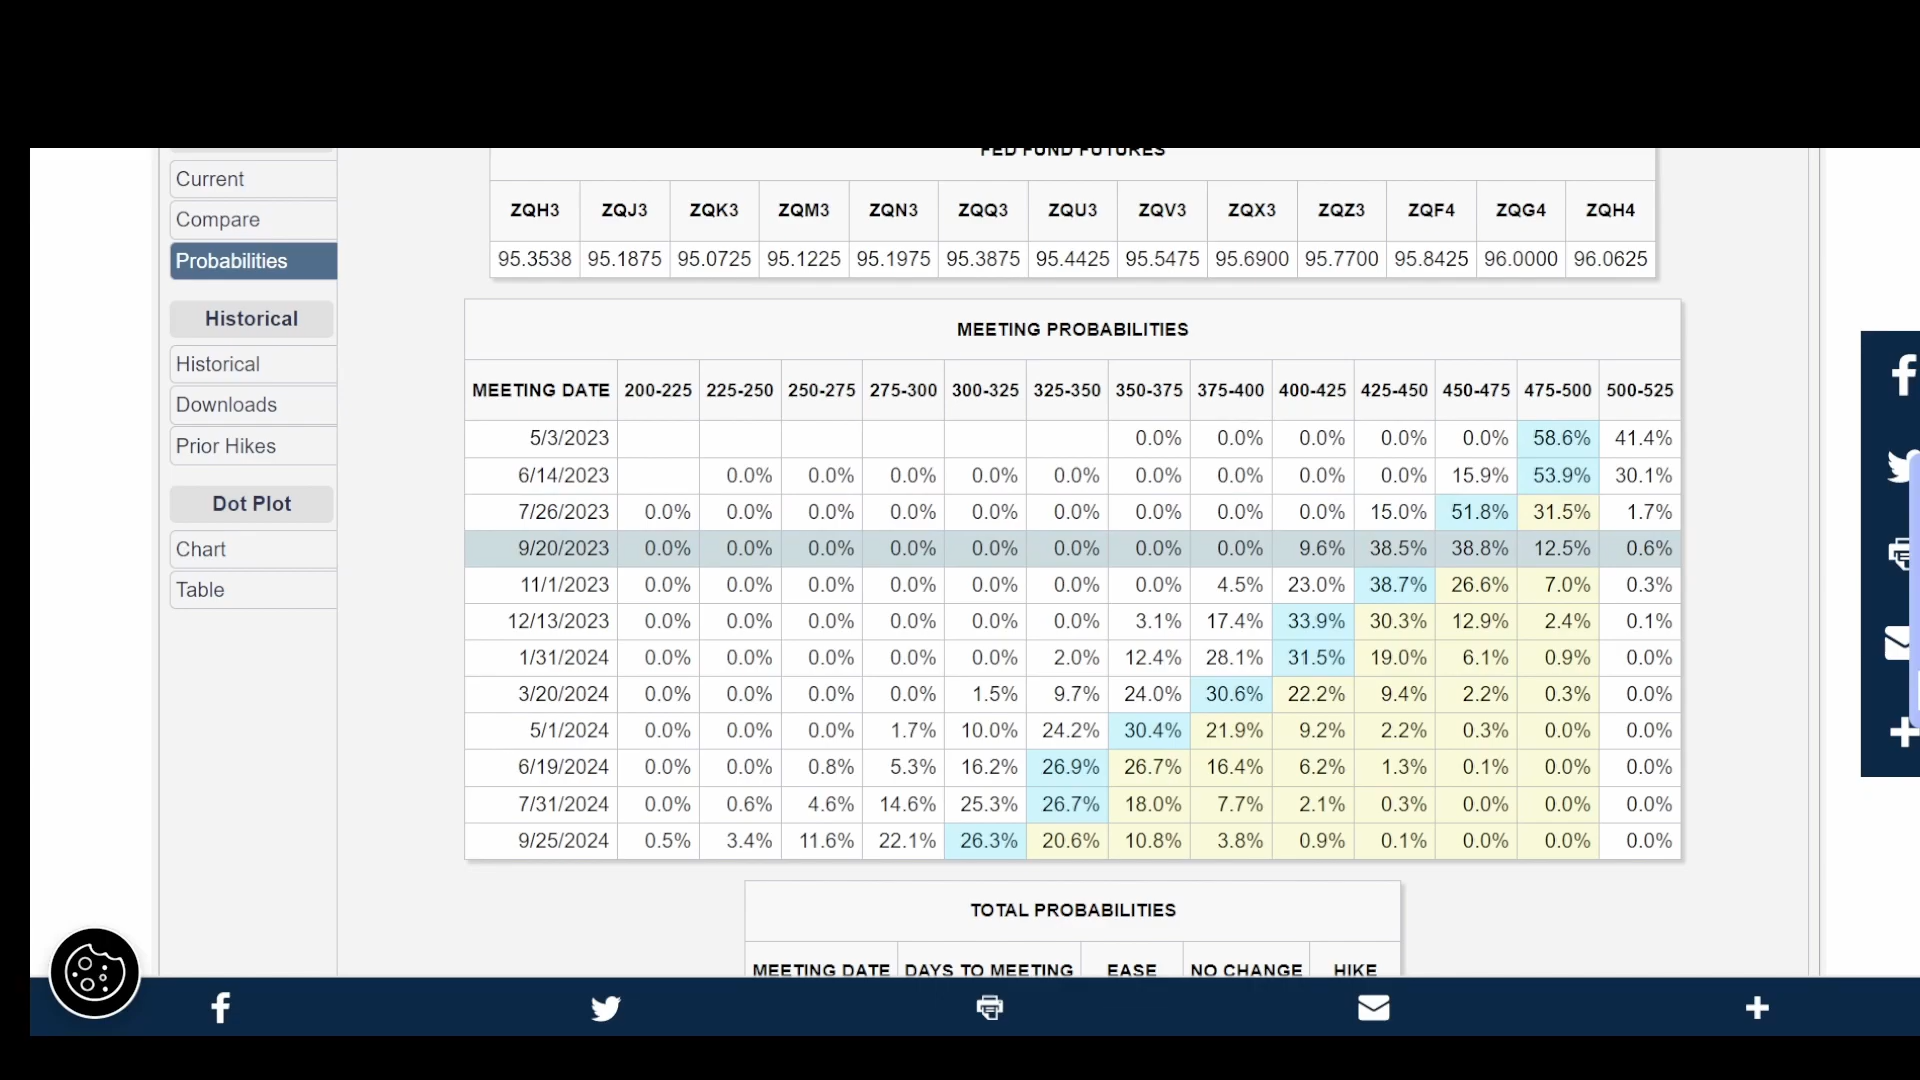 FED FUND FUTURES
Current
Compare
Probabilities
Historical
Historical
Downloads
Prior Hikes
Dot Plot
Chart
Table
ZQH3 ZQJ3 ZQK3 ZQM3 ZQN3 ZQQ3 ZQU3 ZQV3 ZQX3 ZQZ3 ZQF4 ZQG4 ZQH4
95.3538 95.1875 95.0725 95.1225 95.1975 95.3875 95.4425 95.5475 95.6900 95.7700 95.8425 96.0000 96.0625
MEETING PROBABILITIES
MEETING DATE 200-225 225-250 250-275 275-300 300-325 325-350 350-375 375-400 400-425 425-450 450-475 475-500 500-525
5/3/2023 0.0% 0.0% 0.0% 0.0% 0.0% 58.6% 41.4%
6/14/2023 0.0% 0.0% 0.0% 0.0% 0.0% 0.0% 0.0% 0.0% 0.0% 15.9% 53.9% 30.1%
7/26/2023 0.0% 0.0% 0.0% 0.0% 0.0% 0.0% 0.0% 0.0% 0.0% 15.0% 51.8% 31.5% 1.7%
9/20/2023 0.0% 0.0% 0.0% 0.0% 0.0% 0.0% 0.0% 0.0% 9.6% 38.5% 38.8% 12.5% 0.6%
11/1/2023 0.0% 0.0% 0.0% 0.0% 0.0% 0.0% 0.0% 4.5% 23.0% 38.7% 26.6% 7.0% 0.3%
12/13/2023 0.0% 0.0% 0.0% 0.0% 0.0% 0.0% 3.1% 17.4% 33.9% 30.3% 12.9% 2.4% 0.1%
1/31/2024 0.0% 0.0% 0.0% 0.0% 0.0% 2.0% 12.4% 28.1% 31.5% 19.0% 6.1% 0.9% 0.0%
3/20/2024 0.0% 0.0% 0.0% 0.0% 1.5% 9.7% 24.0% 30.6% 22.2% 9.4% 2.2% 0.3% 0.0%
5/1/2024 0.0% 0.0% 0.0% 1.7% 10.0% 24.2% 30.4% 21.9% 9.2% 2.2% 0.3% 0.0% 0.0%
6/19/2024 0.0% 0.0% 0.8% 5.3% 16.2% 26.9% 26.7% 16.4% 6.2% 1.3% 0.1% 0.0% 0.0%
7/31/2024 0.0% 0.6% 4.6% 14.6% 25.3% 26.7% 18.0% 7.7% 2.1% 0.3% 0.0% 0.0% 0.0%
9/25/2024 0.5% 3.4% 11.6% 22.1% 26.3% 20.6% 10.8% 3.8% 0.9% 0.1% 0.0% 0.0% 0.0%
TOTAL PROBABILITIES
MEETING DATE DAYS TO MEETING EASE NO CHANGE HIKE